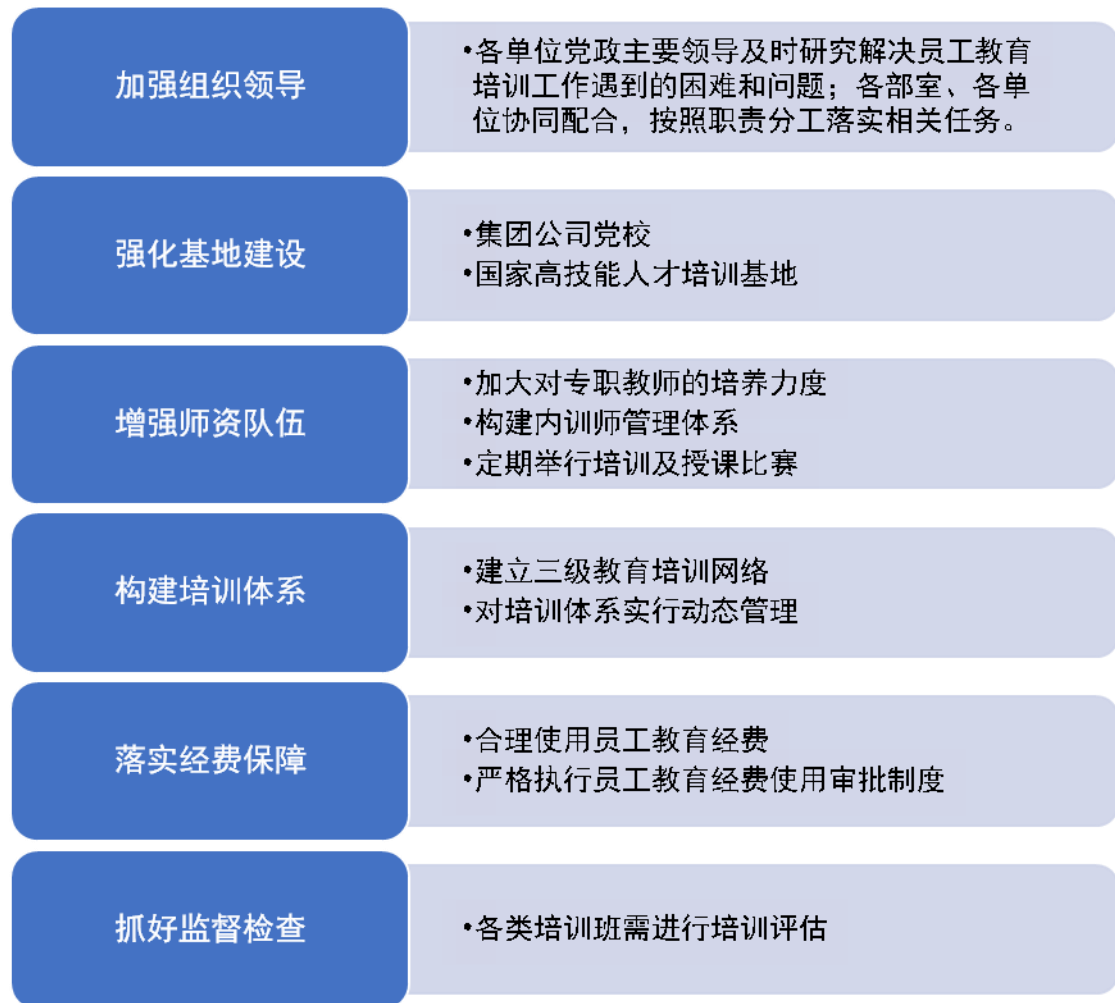 加强组织领导
•各单位党政主要领导及时研究解决员工教育
培训工作遇到的困难和问题；各部室、各单
位协同配合，按照职责分工落实相关任务。
强化基地建设
•集团公司党校
•国家高技能人才培训基地
增强师资队伍
•加大对专职教师的培养力度
•构建内训师管理体系
•定期举行培训及授课比赛
构建培训体系
•建立三级教育培训网络
•对培训体系实行动态管理
落实经费保障
•合理使用员工教育经费
•严格执行员工教育经费使用审批制度
抓好监督检查
•各类培训班需进行培训评估